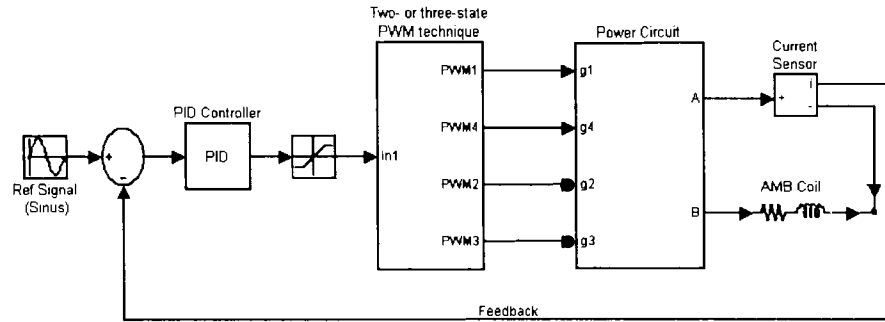 Two- or three-state
PWM technique
Power Circuit
Current
Sensor
PID Controller
PWM1
g1
i
+
-
A
PWM4
g4
+
-
PID
in1
Ref Signal
(Sinus)
PWM2
g2
AMB Coil
B
PWM3
g3
Feedback